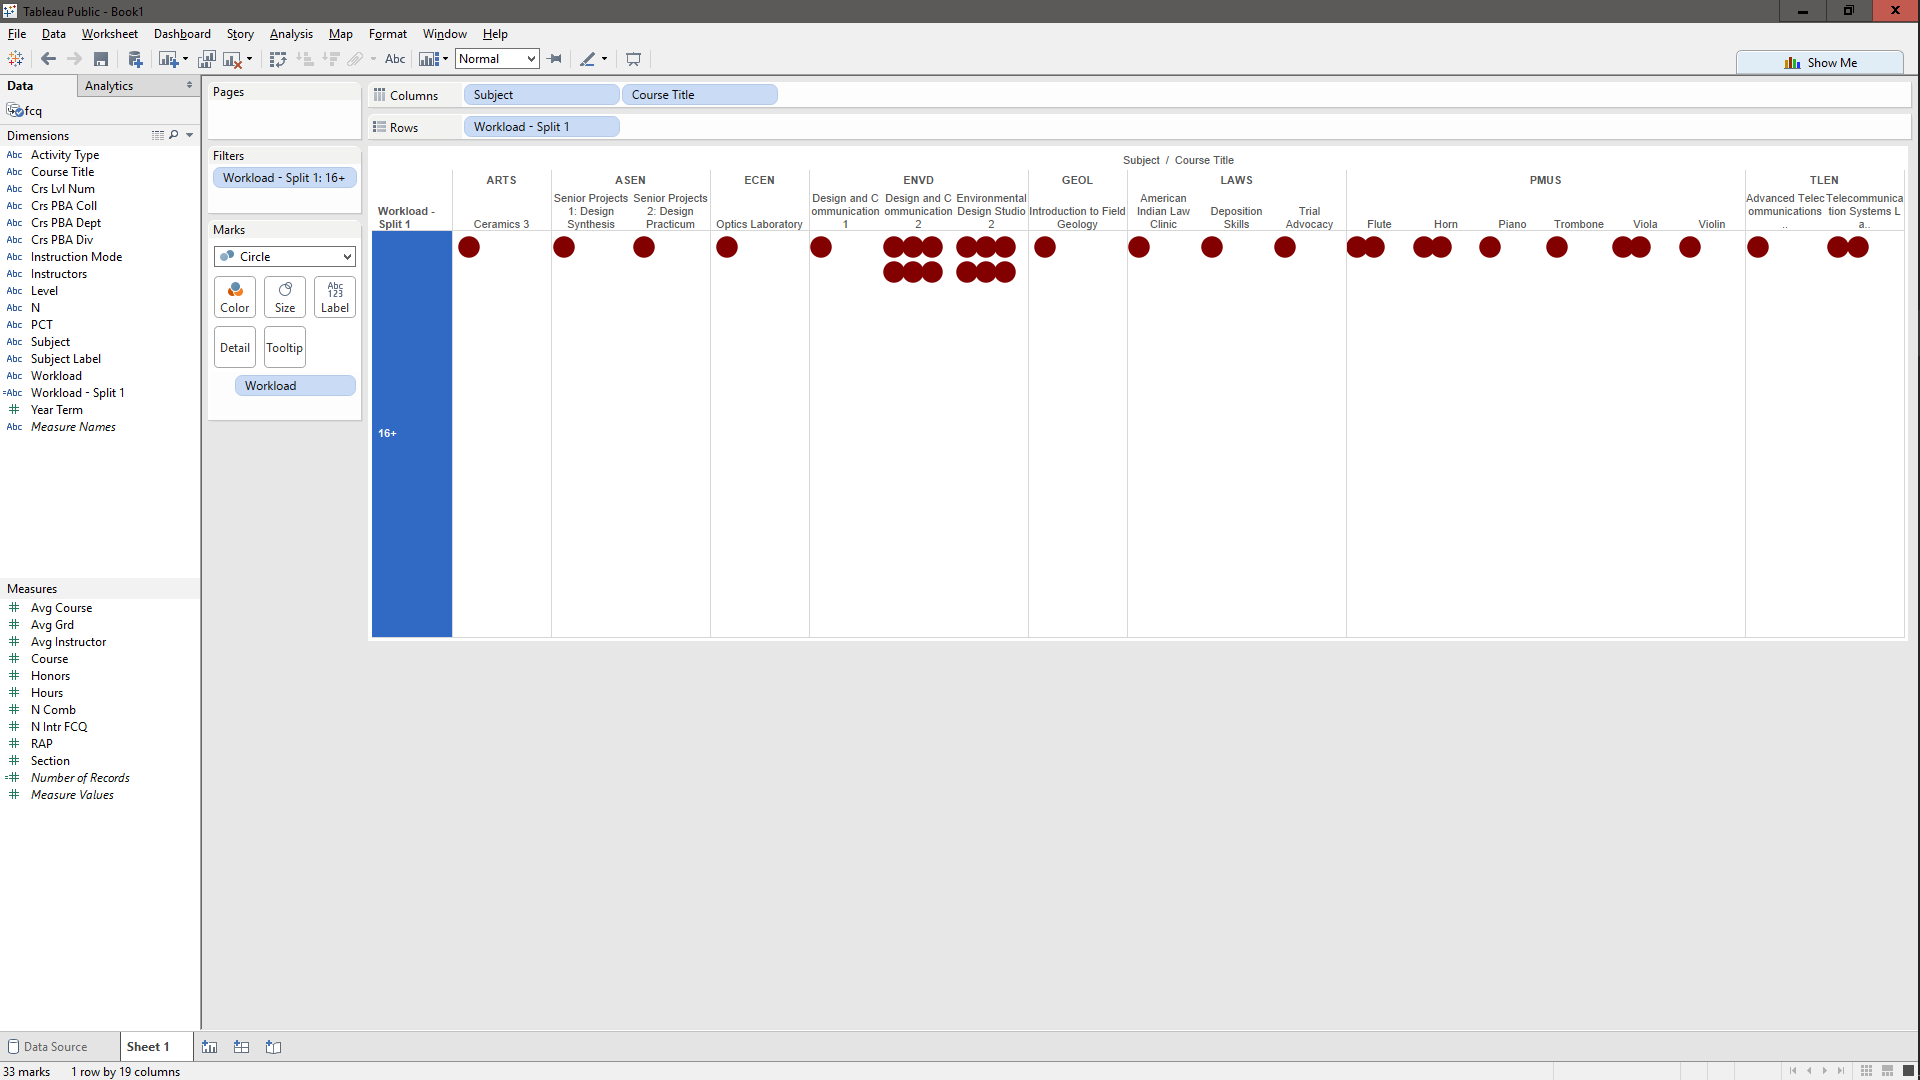 Tableau Public - Book1
File Data Worksheet Dashboard Story Analysis Map Format Window Help
Abc Normal Show Me
Data Analytics
fcq
Dimensions
Abc Activity Type
Abc Course Title
Abc Crs Lvl Num
Abc Crs PBA Coll
Abc Crs PBA Dept
Abc Crs PBA Div
Abc Instruction Mode
Abc Instructors
Abc Level
Abc N
Abc PCT
Abc Subject
Abc Subject Label
Abc Workload
=Abc Workload - Split 1
# Year Term
Abc Measure Names
Measures
# Avg Course
# Avg Grd
# Avg Instructor
# Course
# Honors
# Hours
# N Comb
# N Intr FCQ
# RAP
# Section
=# Number of Records
# Measure Values
Pages
Filters
Workload - Split 1: 16+
Marks
Circle
Color Size Abc 123 Label
Detail Tooltip
Workload
Columns Subject Course Title
Rows Workload - Split 1
Subject / Course Title
ARTS ASEN ECEN ENVD GEOL LAWS PMUS TLEN
Workload - Split 1
Ceramics 3
Senior Projects 1: Design Synthesis
Senior Projects 2: Design Practicum
Optics Laboratory
Design and C ommunication 1
Design and C ommunication 2
Environmental Design Studio 2
Introduction to Field Geology
American Indian Law Clinic
Deposition Skills
Trial Advocacy
Flute
Horn
Piano
Trombone
Viola
Violin
Advanced Telec ommunications ..
Telecommunica tion Systems L a..
16+
Data Source Sheet 1
33 marks 1 row by 19 columns